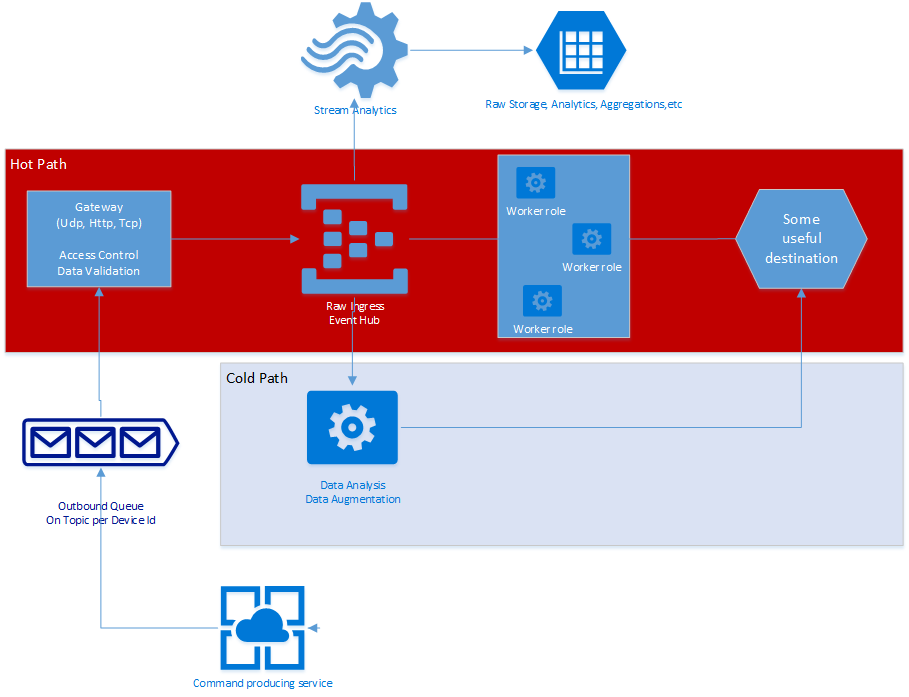 Stream Analytics
Raw Storage, Analytics, Aggregations,etc
Hot Path
Gateway
(Udp, Http, Tcp)
Access Control
Data Validation
Raw Ingress
Event Hub
Worker role
Worker role
Worker role
Some
useful
destination
Cold Path
Data Analysis
Data Augmentation
Outbound Queue
On Topic per Device Id
Command producing service